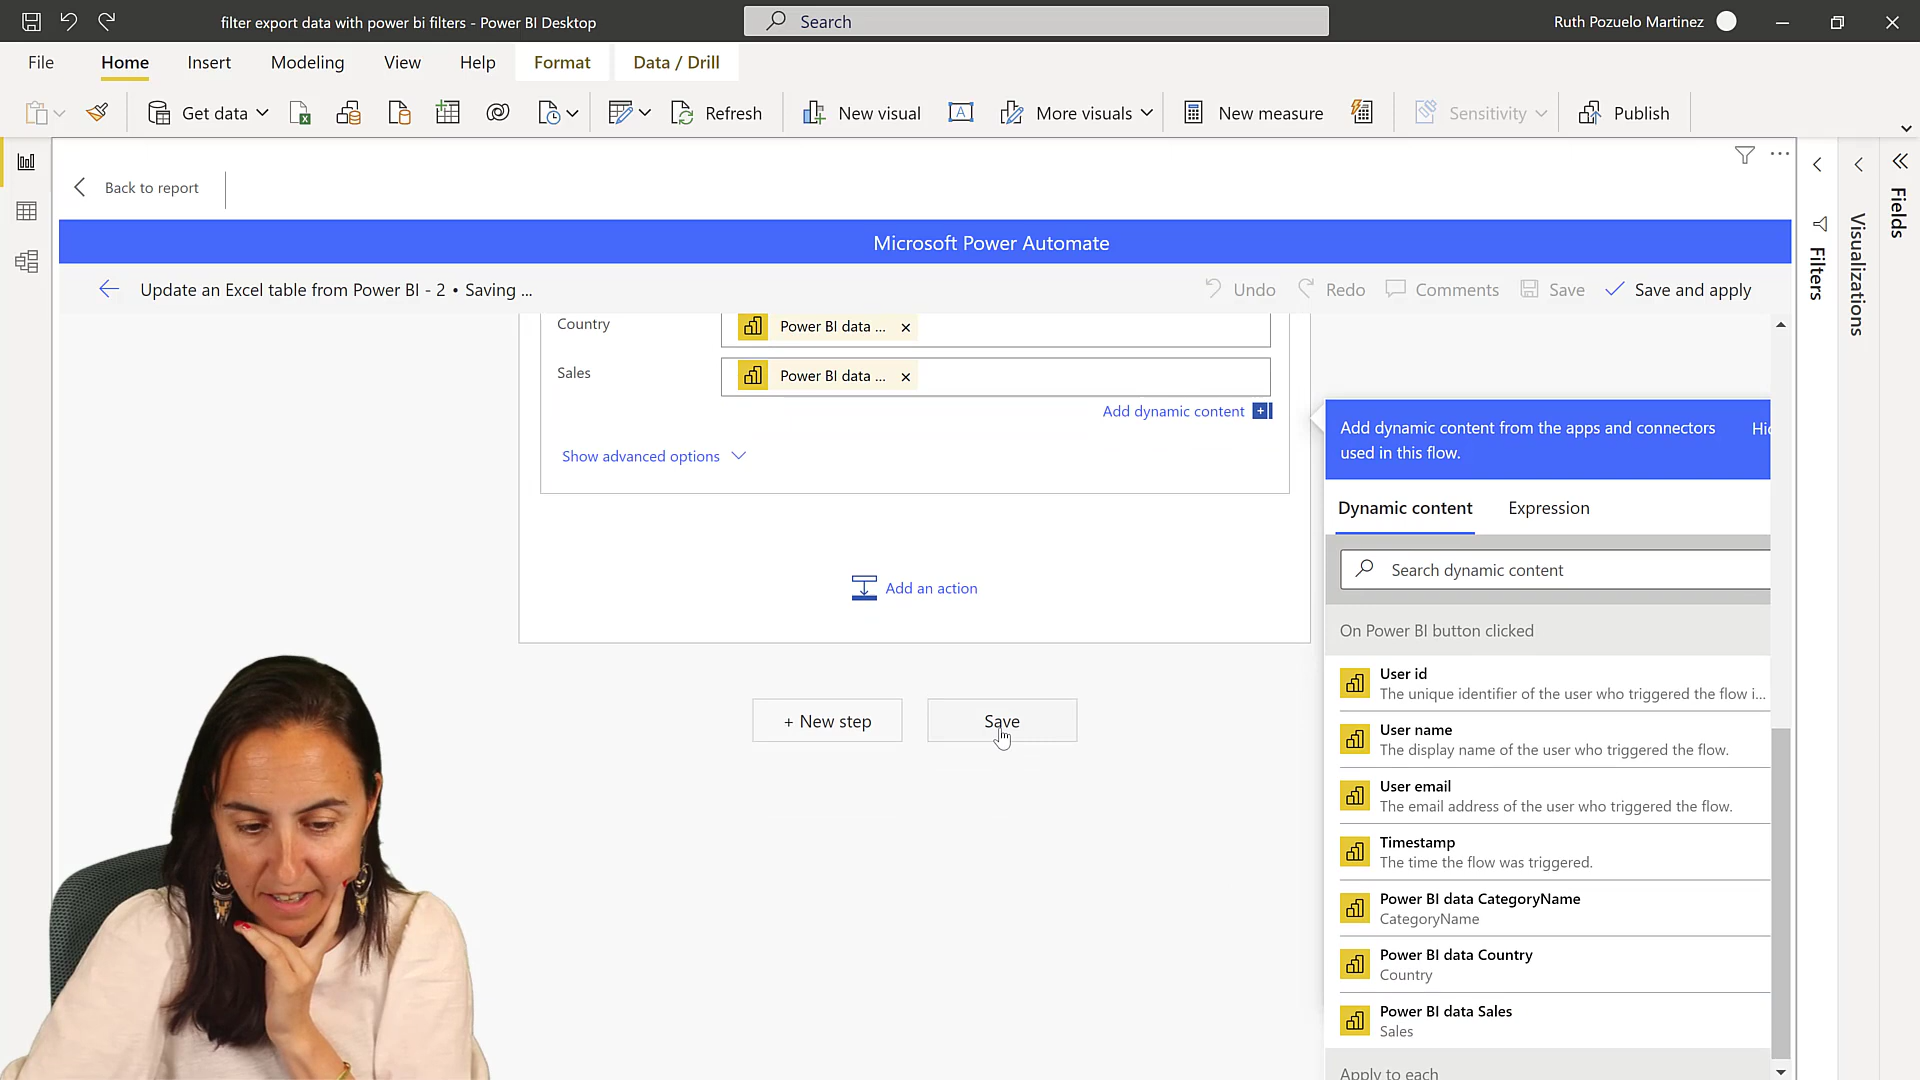 filter export data with power bi filters - Power BI Desktop
Search
Ruth Pozuelo Martinez
File
Home
Insert
Modeling
View
Help
Format
Data / Drill
Get data
Refresh
New visual
More visuals
New measure
Sensitivity
Publish
Back to report
Microsoft Power Automate
Update an Excel table from Power BI - 2 • Saving ...
Undo
Redo
Comments
Save
Save and apply
Filters
Visualizations
Fields
Country
Power BI data ... ×
Sales
Power BI data ... ×
Add dynamic content
Show advanced options
Add an action
+ New step
Save
Add dynamic content from the apps and connectors
used in this flow.
Dynamic content
Expression
Search dynamic content
On Power BI button clicked
User id
The unique identifier of the user who triggered the flow i...
User name
The display name of the user who triggered the flow.
User email
The email address of the user who triggered the flow.
Timestamp
The time the flow was triggered.
Power BI data CategoryName
CategoryName
Power BI data Country
Country
Power BI data Sales
Sales
Apply to each